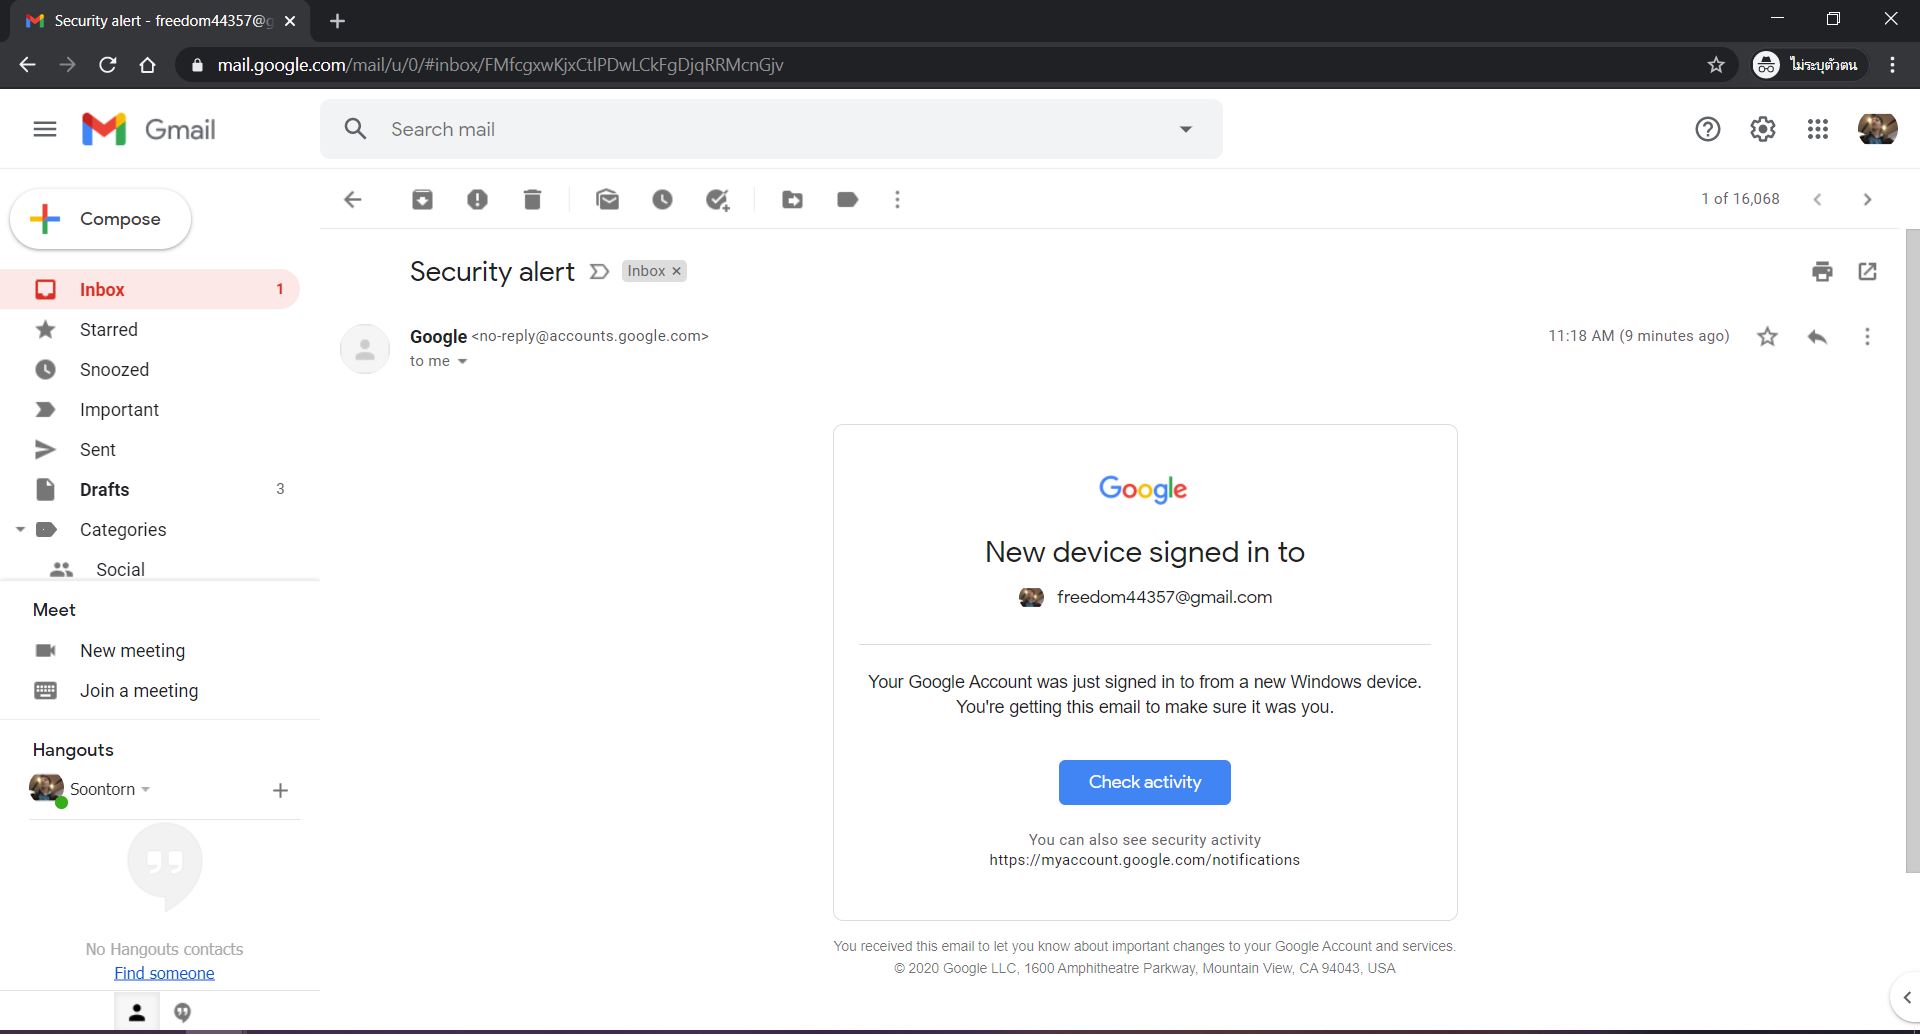 Security alert - freedom44357@g
mail.google.com/mail/u/0/#inbox/FMfcgxwKjxCtlPDwLCkFgDjqRRMcnGjv
ไม่ระบุตัวตน
Gmail
Search mail
Compose
1 of 16,068
Inbox 1
Starred
Snoozed
Important
Sent
Drafts 3
Categories
Social
Meet
New meeting
Join a meeting
Hangouts
Soontorn
No Hangouts contacts
Find someone
Security alert
Inbox
Google <no-reply@accounts.google.com>
11:18 AM (9 minutes ago)
to me
Google
New device signed in to
freedom44357@gmail.com
Your Google Account was just signed in to from a new Windows device.
You're getting this email to make sure it was you.
Check activity
You can also see security activity
https://myaccount.google.com/notifications
You received this email to let you know about important changes to your Google Account and services.
© 2020 Google LLC, 1600 Amphitheatre Parkway, Mountain View, CA 94043, USA